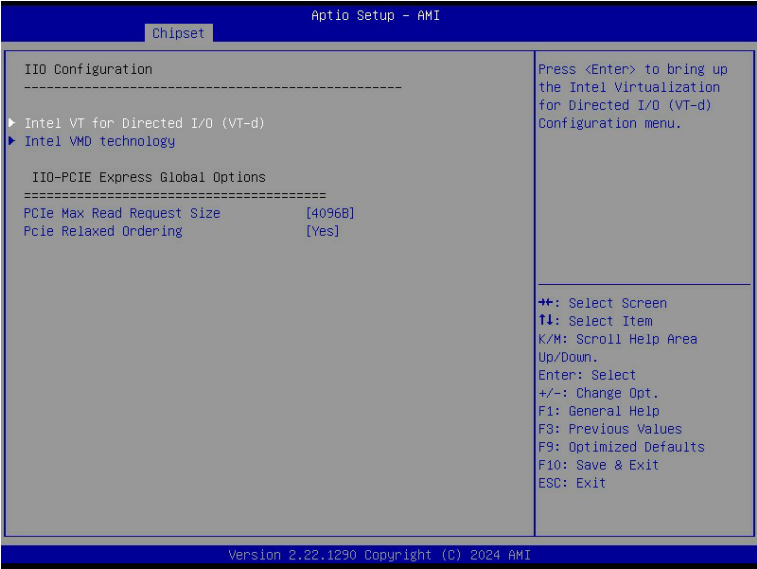 Aptio Setup - AMI
Chipset
IIO Configuration
--------------------------------------------------
Intel VT for Directed I/O (VT-d)
Intel VMD technology
IIO-PCIE Express Global Options
========================================
PCIe Max Read Request Size [4096B]
Pcie Relaxed Ordering [Yes]
Press <Enter> to bring up
the Intel Virtualization
for Directed I/O (VT-d)
Configuration menu.
→←: Select Screen
↑↓: Select Item
K/M: Scroll Help Area
Up/Down.
Enter: Select
+/-: Change Opt.
F1: General Help
F3: Previous Values
F9: Optimized Defaults
F10: Save & Exit
ESC: Exit
Version 2.22.1290 Copyright (C) 2024 AMI